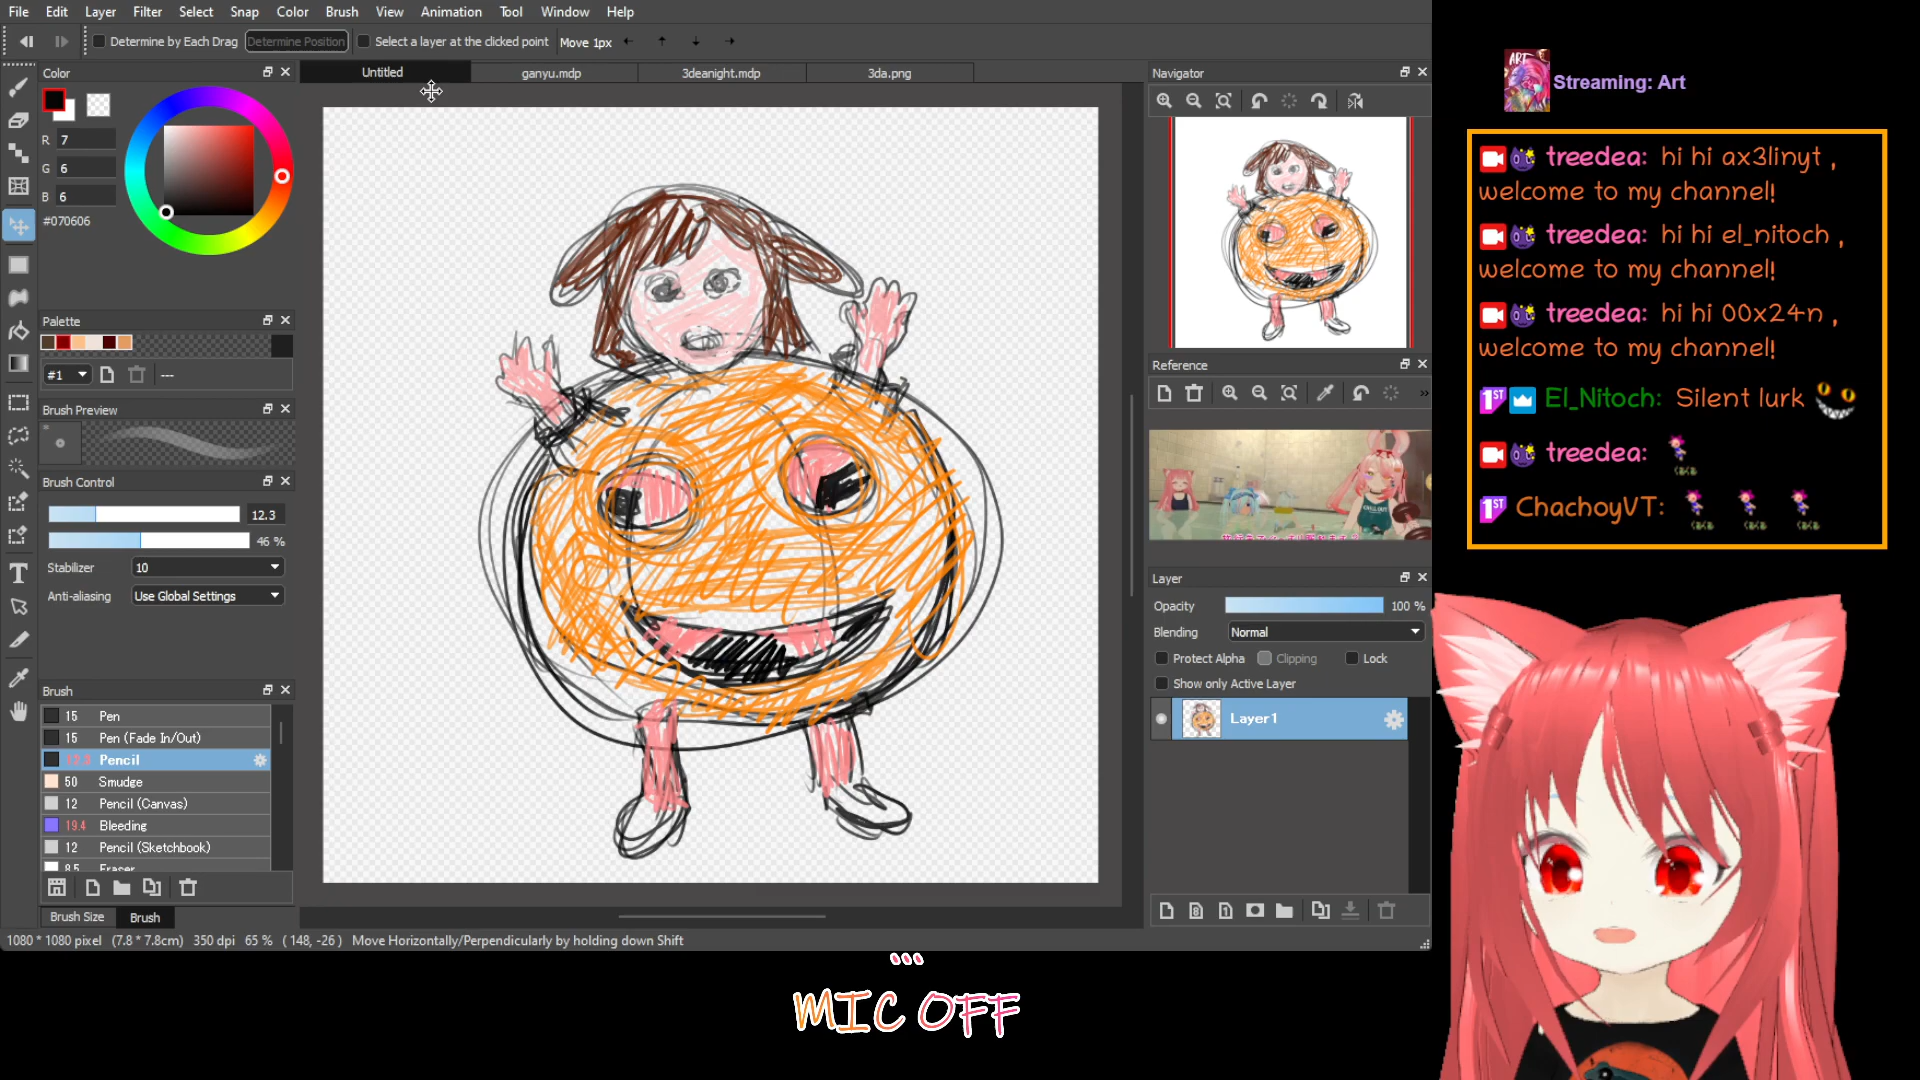 File Edit Layer Filter Select Snap Color Brush View Animation Tool Window Help
Determine by Each Drag Determine Position Select a layer at the clicked point Move 1px
Color
Untitled ganyu.mdp 3deanight.mdp 3da.png
R 7
G 6
B 6
#070606
Palette
#1 ---
Brush Preview
Brush Control
12.3
46 %
Stabilizer 10
Anti-aliasing Use Global Settings
Brush
15 Pen
15 Pen (Fade In/Out)
Pencil
50 Smudge
12 Pencil (Canvas)
19.4 Bleeding
12 Pencil (Sketchbook)
8.5 Eraser
Brush Size Brush
1080 * 1080 pixel (7.8 * 7.8cm) 350 dpi 65 % ( 148, -26 ) Move Horizontally/Perpendicularly by holding down Shift
Navigator
Reference
CHILLOUT
Layer
Opacity 100 %
Blending Normal
Protect Alpha Clipping Lock
Show only Active Layer
Layer1
ART
Streaming: Art
treedea: hi hi ax3linyt ,
welcome to my channel!
treedea: hi hi el_nitoch ,
welcome to my channel!
treedea: hi hi 00x24n ,
welcome to my channel!
1ST El_Nitoch: Silent lurk
treedea:
1ST ChachoyVT:
...
MIC OFF